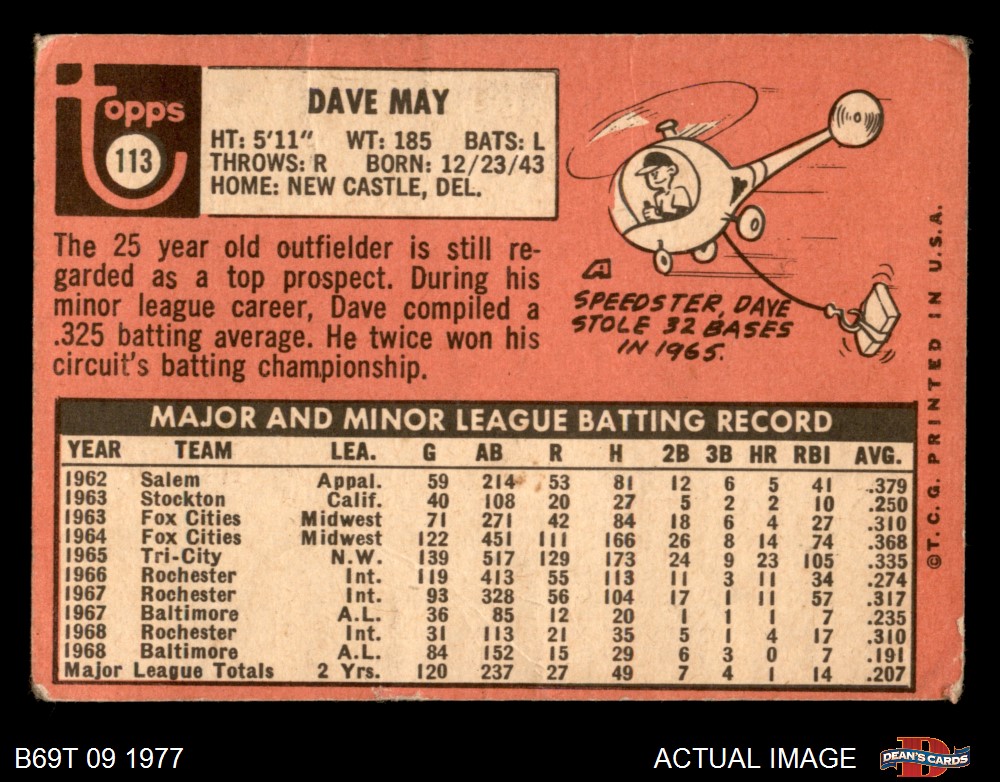 topps
113
DAVE MAY
HT: 5'11" WT: 185 BATS: L
THROWS: R BORN: 12/23/43
HOME: NEW CASTLE, DEL.
The 25 year old outfielder is still re-
garded as a top prospect. During his
minor league career, Dave compiled a
.325 batting average. He twice won his
circuit's batting championship.
A
SPEEDSTER, DAVE
STOLE 32 BASES
IN 1965.
©T. C. G. PRINTED IN U.S.A.
MAJOR AND MINOR LEAGUE BATTING RECORD
YEAR TEAM LEA. G AB R H 2B 3B HR RBI AVG.
1962 Salem Appal. 59 214 53 81 12 6 5 41 .379
1963 Stockton Calif. 40 108 20 27 5 2 2 10 .250
1963 Fox Cities Midwest 71 271 42 84 18 6 4 27 .310
1964 Fox Cities Midwest 122 451 111 166 26 8 14 74 .368
1965 Tri-City N.W. 139 517 129 173 24 9 23 105 .335
1966 Rochester Int. 119 413 55 113 11 3 11 34 .274
1967 Rochester Int. 93 328 56 104 17 1 11 57 .317
1967 Baltimore A.L. 36 85 12 20 1 1 1 7 .235
1968 Rochester Int. 31 113 21 35 5 1 4 17 .310
1968 Baltimore A.L. 84 152 15 29 6 3 0 7 .191
Major League Totals 2 Yrs. 120 237 27 49 7 4 1 14 .207
B69T 09 1977
ACTUAL IMAGE
DEAN'S CARDS